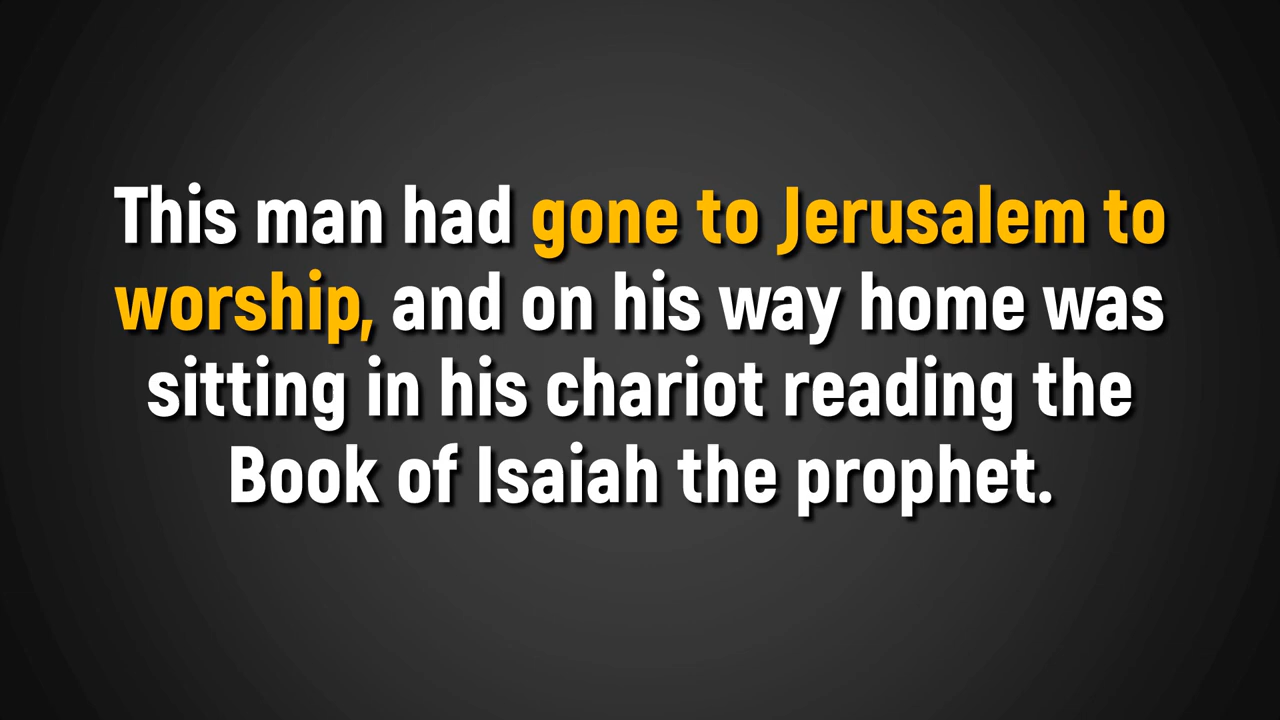 This man had gone to Jerusalem to
worship, and on his way home was
sitting in his chariot reading the
Book of Isaiah the prophet.